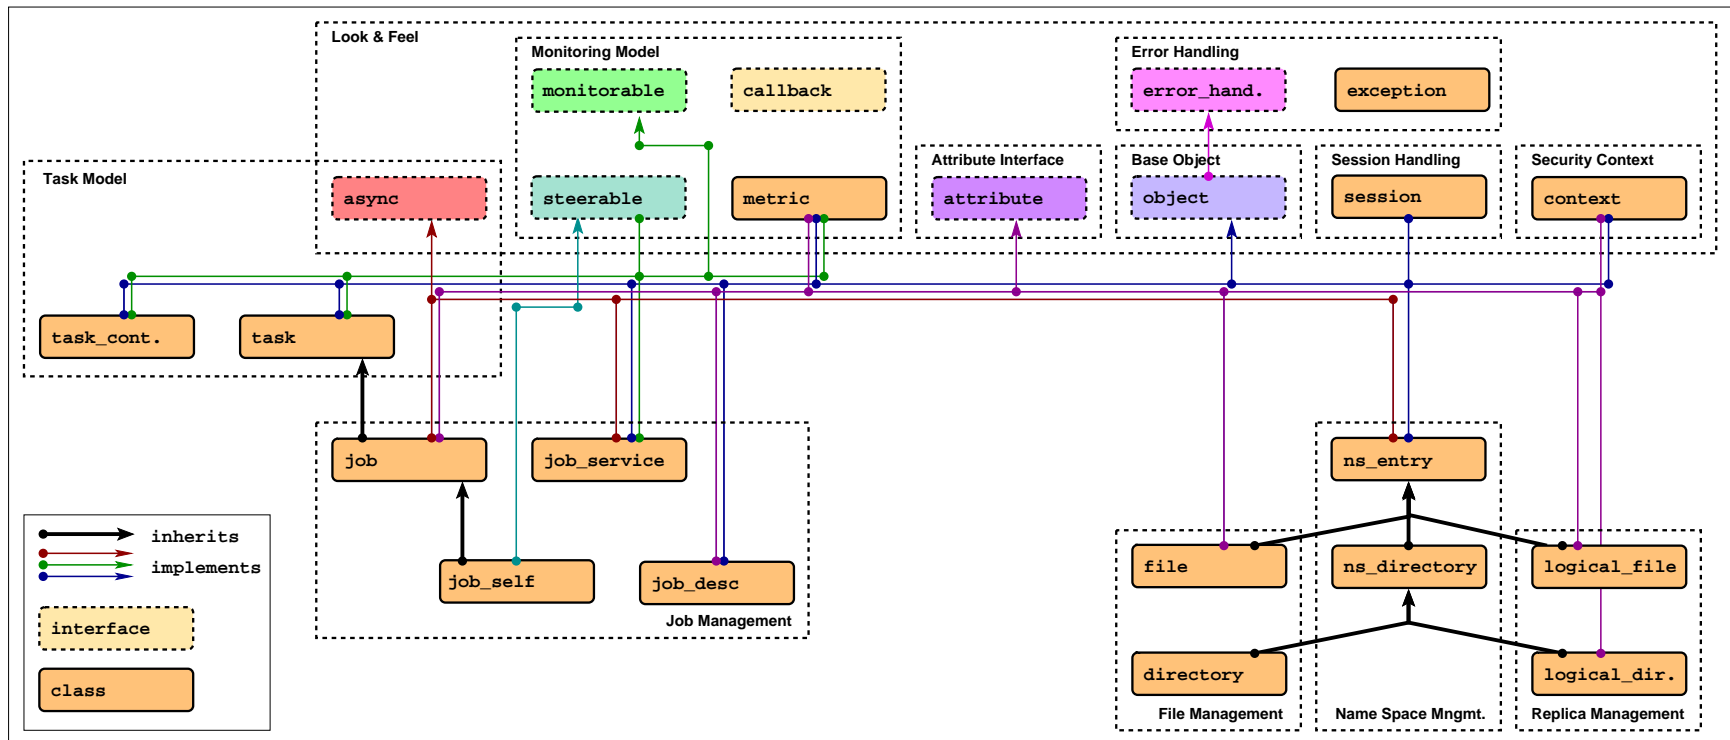 Look & Feel
Monitoring Model
Error Handling
monitorable
callback
error_hand.
exception
Task Model
Attribute Interface
Base Object
Session Handling
Security Context
async
steerable
metric
attribute
object
session
context
task_cont.
task
job
job_service
ns_entry
inherits
implements
job_self
job_desc
file
ns_directory
logical_file
interface
Job Management
class
directory
logical_dir.
File Management
Name Space Mngmt.
Replica Management